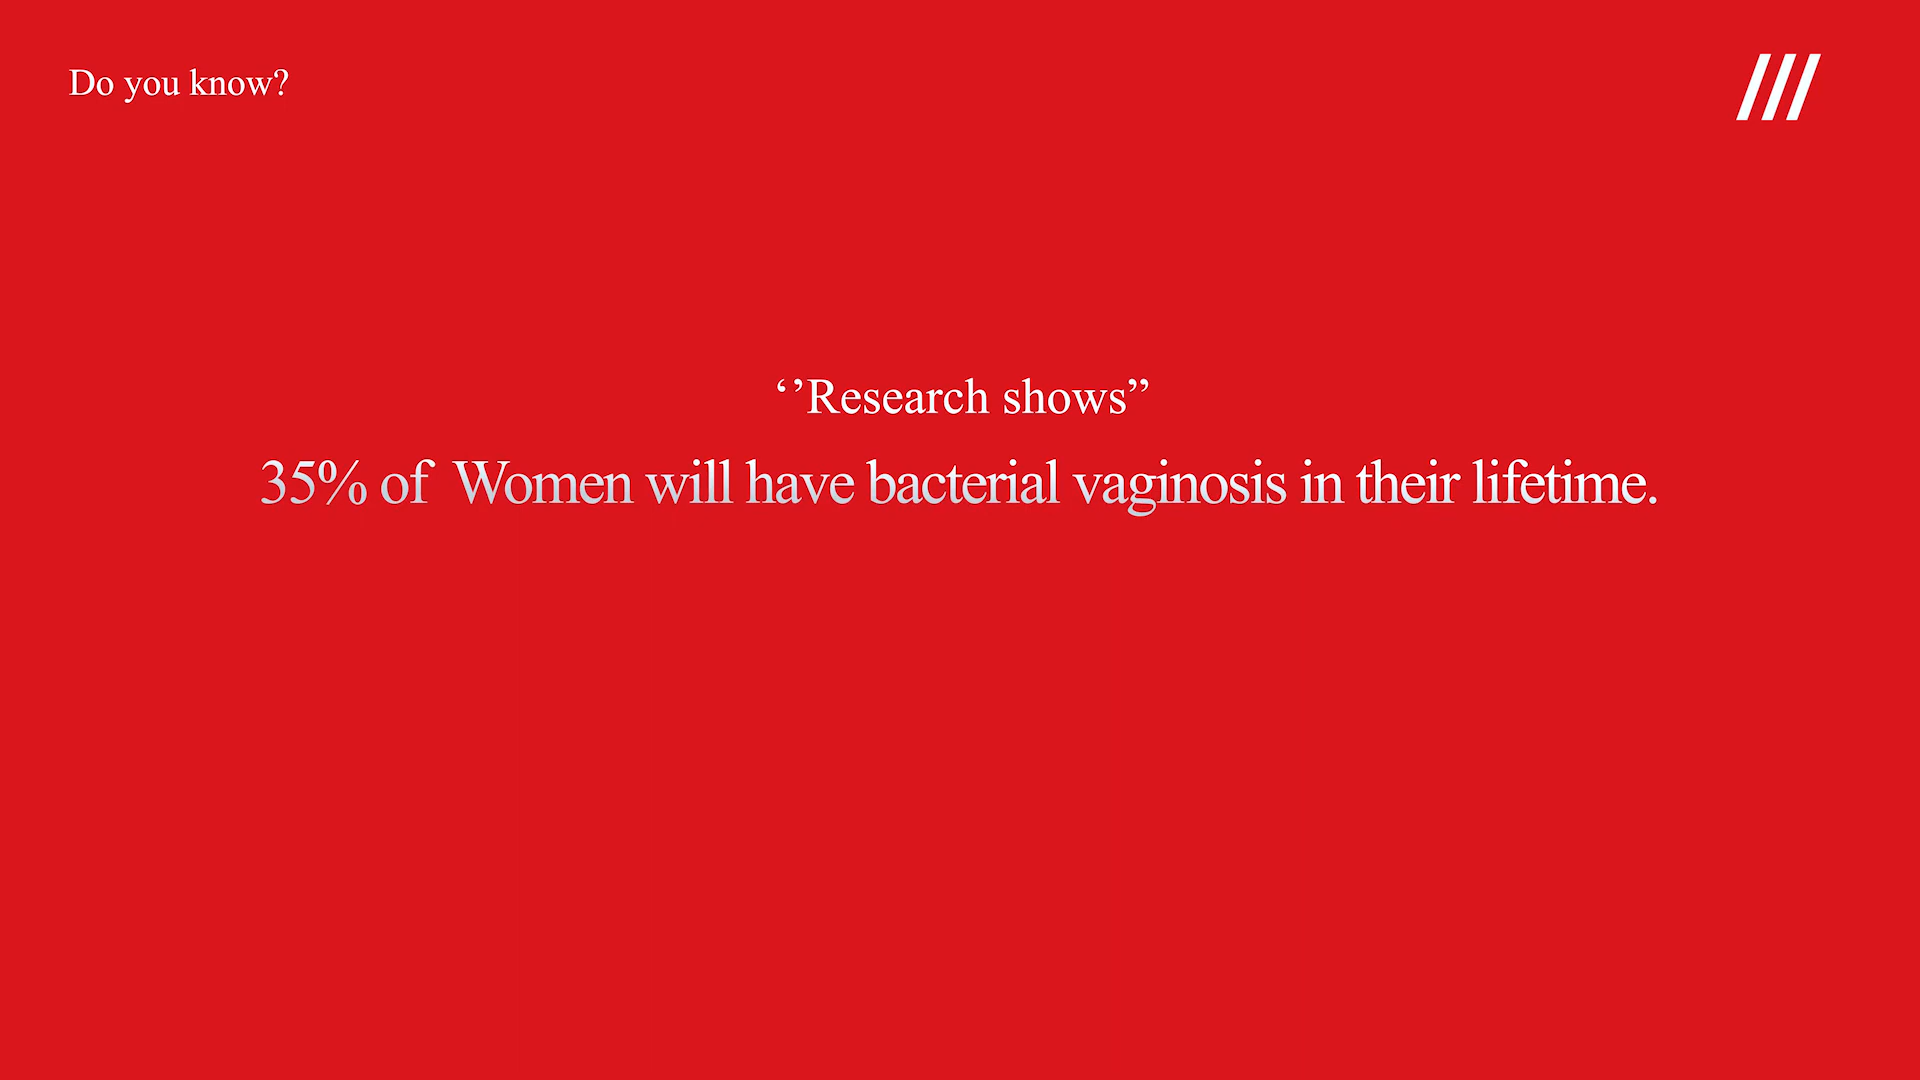 Do you know?
‘’Research shows”
35% of  Women will have bacterial vaginosis in their lifetime.